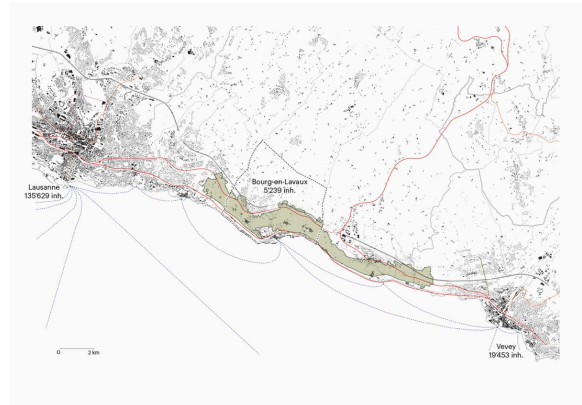 Bourg-en-Lavaux
5'239 inh.
Lausanne
135'629 inh.
Vevey
19'453 inh.
0 2 km